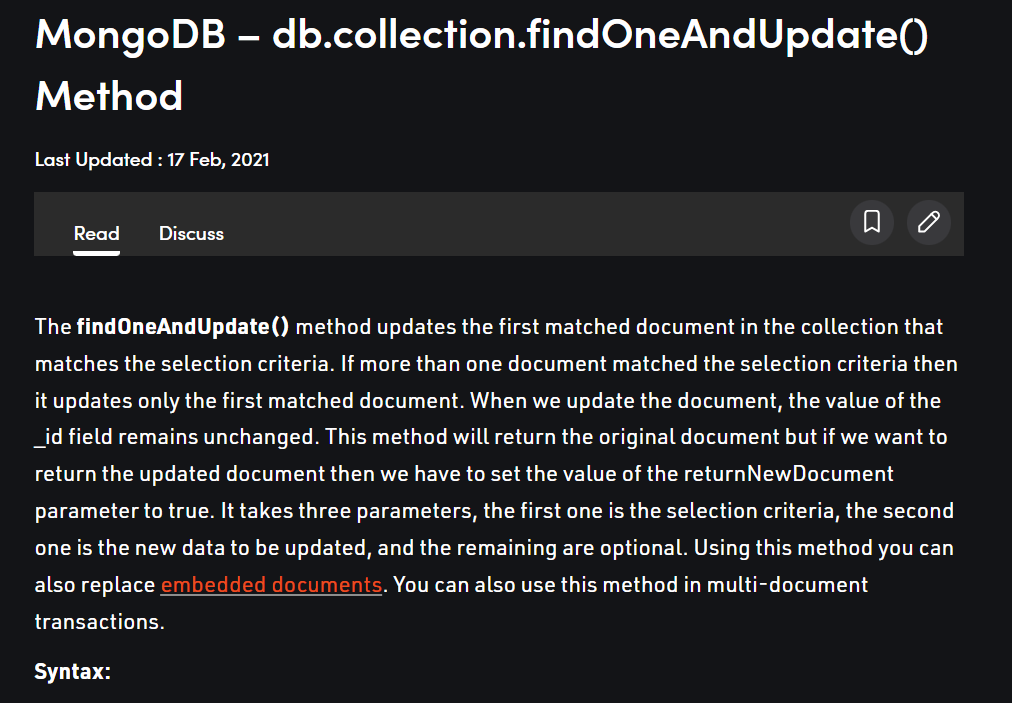 MongoDB – db.collection.findOneAndUpdate()
Method
Last Updated : 17 Feb, 2021
Read Discuss
The findOneAndUpdate() method updates the first matched document in the collection that
matches the selection criteria. If more than one document matched the selection criteria then
it updates only the first matched document. When we update the document, the value of the
_id field remains unchanged. This method will return the original document but if we want to
return the updated document then we have to set the value of the returnNewDocument
parameter to true. It takes three parameters, the first one is the selection criteria, the second
one is the new data to be updated, and the remaining are optional. Using this method you can
also replace embedded documents. You can also use this method in multi-document
transactions.
Syntax: